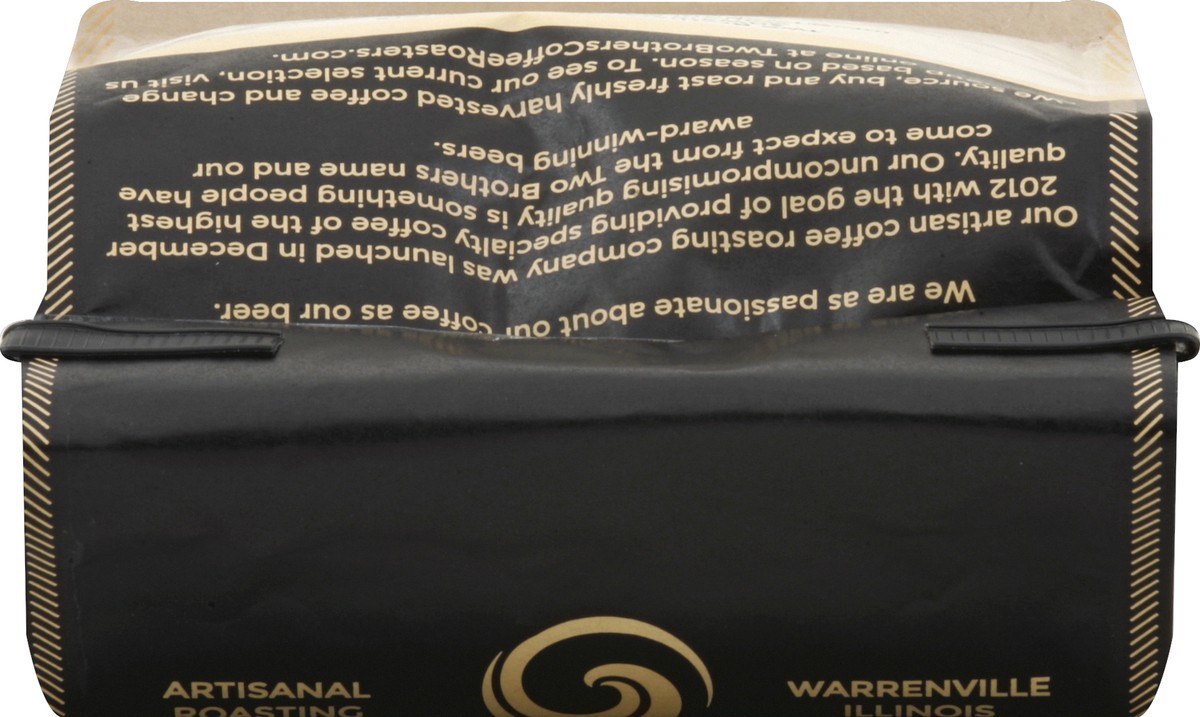 We are as passionate about our coffee as our beer.
Our artisan coffee roasting company was launched in December
2012 with the goal of providing specialty coffee of the highest
quality. Our uncompromising quality is something people have
come to expect from the Two Brothers name and our
award-winning beers.
We source, buy and roast freshly harvested coffee and change
based on season. To see our current selection, visit us
online at TwoBrothersCoffeeRoasters.com.
ARTISANAL
ROASTING
WARRENVILLE
ILLINOIS